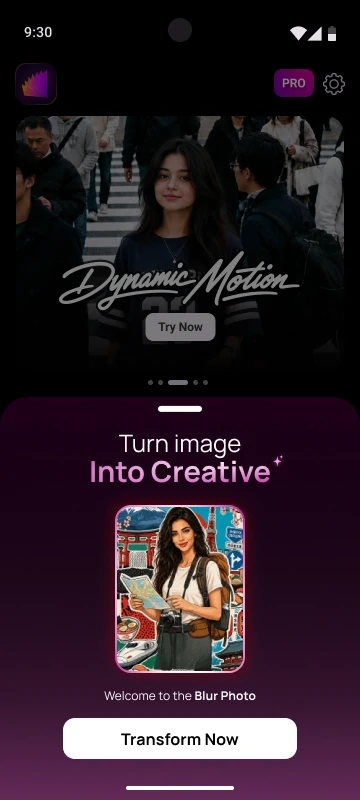 9:30
PRO
Dynamic Motion
Try Now
Turn image
Into Creative
Welcome to the Blur Photo
Transform Now